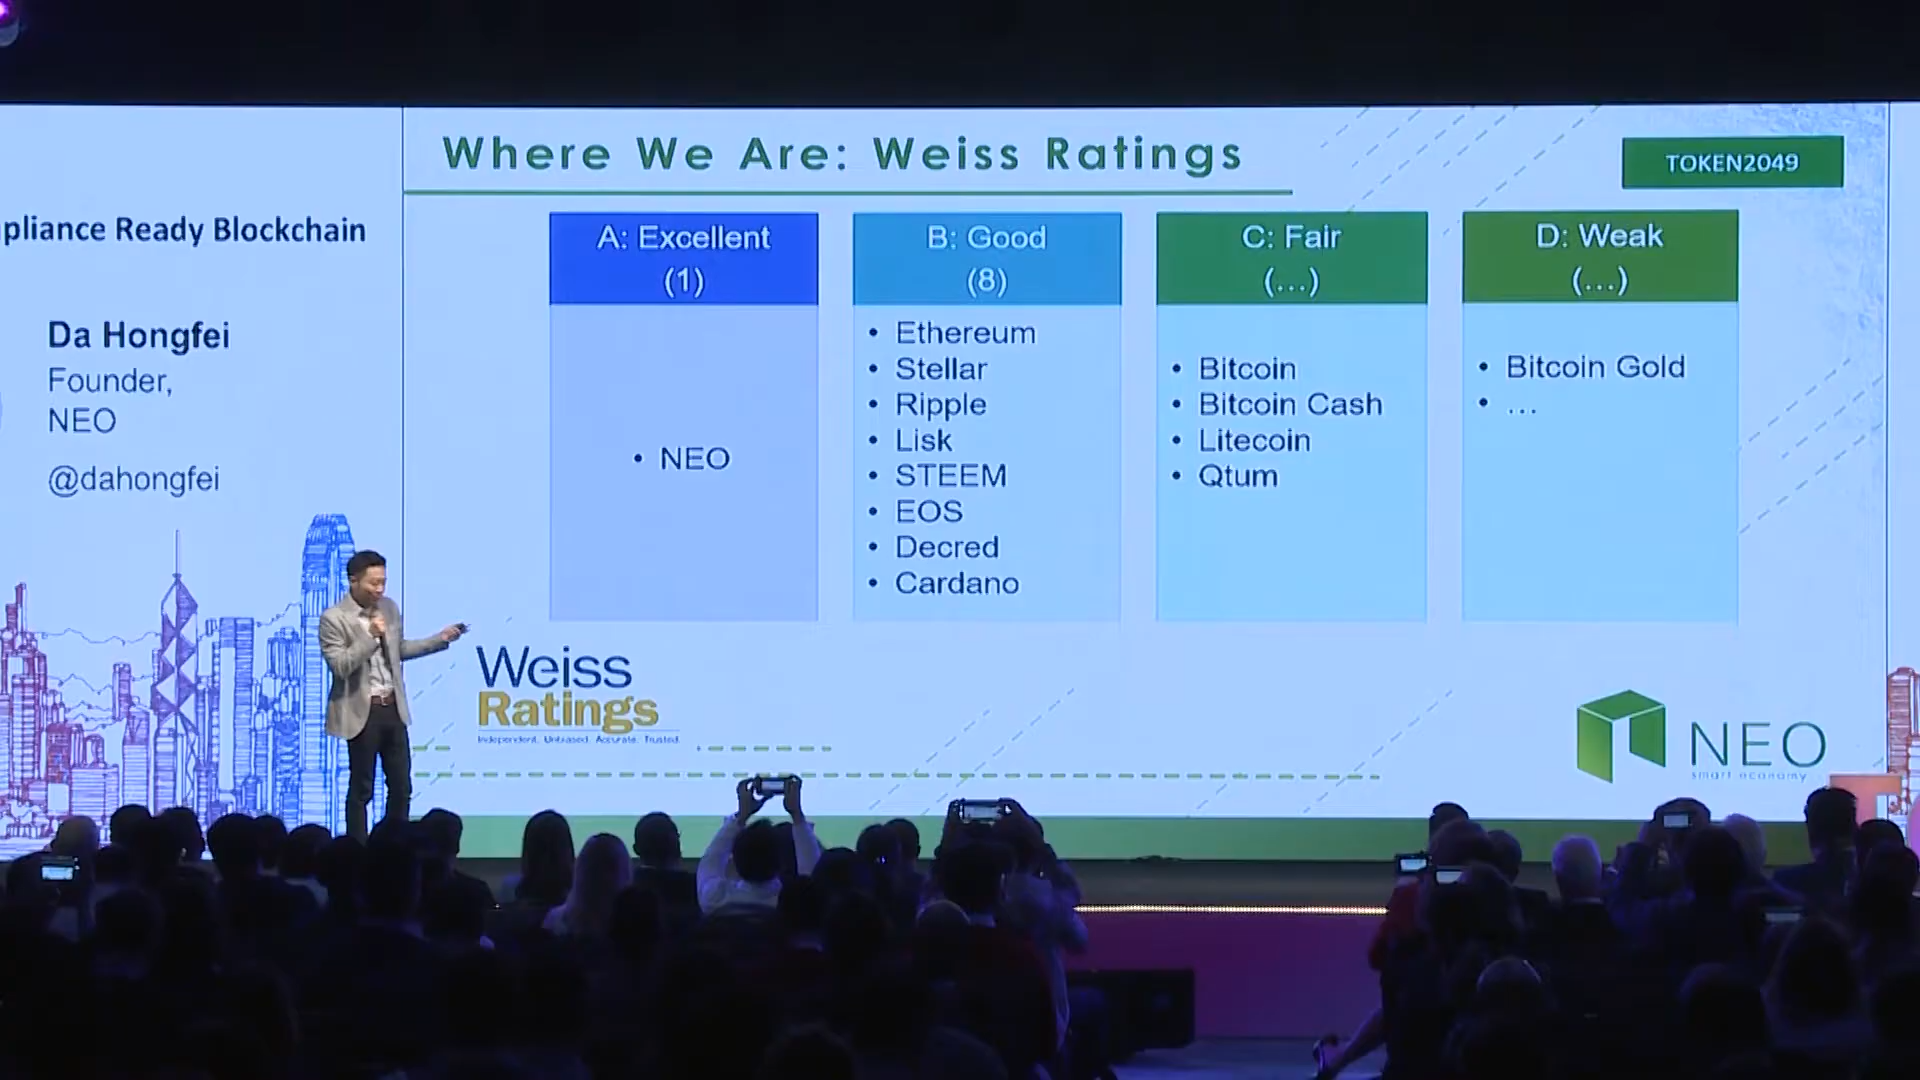 Where We Are: Weiss Ratings
TOKEN2049
pliance Ready Blockchain
Da Hongfei
Founder,
NEO
@dahongfei
A: Excellent
(1)
• NEO
B: Good
(8)
• Ethereum
• Stellar
• Ripple
• Lisk
• STEEM
• EOS
• Decred
• Cardano
C: Fair
(...)
• Bitcoin
• Bitcoin Cash
• Litecoin
• Qtum
D: Weak
(...)
• Bitcoin Gold
• ...
Weiss
Ratings
Independent. Unbiased. Accurate. Trusted.
NEO
smart economy